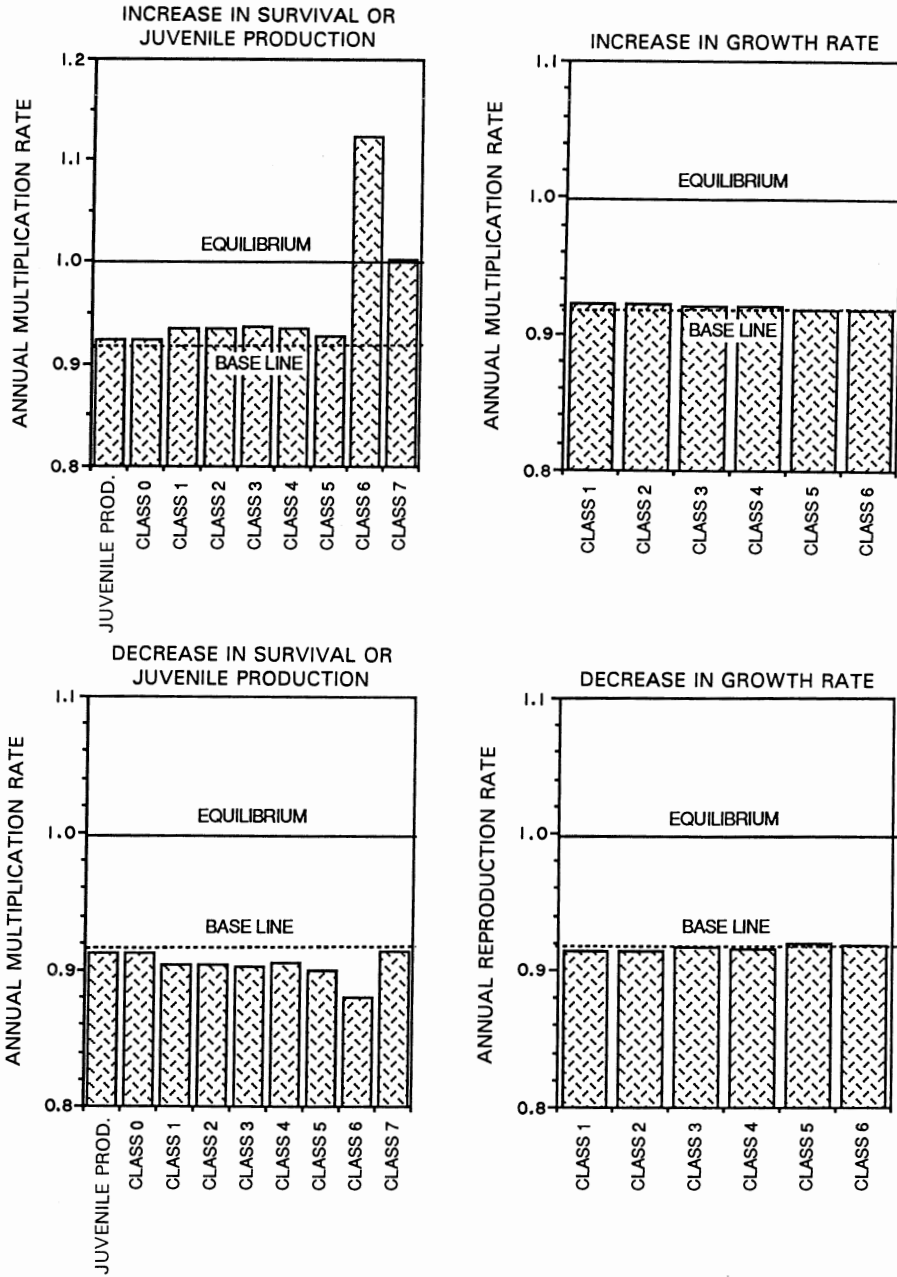 INCREASE IN SURVIVAL OR
JUVENILE PRODUCTION
ANNUAL MULTIPLICATION RATE
1.2
1.1
1.0
0.9
0.8
EQUILIBRIUM
BASE LINE
JUVENILE PROD.
CLASS 0
CLASS 1
CLASS 2
CLASS 3
CLASS 4
CLASS 5
CLASS 6
CLASS 7
INCREASE IN GROWTH RATE
ANNUAL MULTIPLICATION RATE
1.1
1.0
0.9
0.8
EQUILIBRIUM
BASE LINE
CLASS 1
CLASS 2
CLASS 3
CLASS 4
CLASS 5
CLASS 6
DECREASE IN SURVIVAL OR
JUVENILE PRODUCTION
ANNUAL MULTIPLICATION RATE
1.1
1.0
0.9
0.8
EQUILIBRIUM
BASE LINE
JUVENILE PROD.
CLASS 0
CLASS 1
CLASS 2
CLASS 3
CLASS 4
CLASS 5
CLASS 6
CLASS 7
DECREASE IN GROWTH RATE
ANNUAL REPRODUCTION RATE
1.1
1.0
0.9
0.8
EQUILIBRIUM
BASE LINE
CLASS 1
CLASS 2
CLASS 3
CLASS 4
CLASS 5
CLASS 6